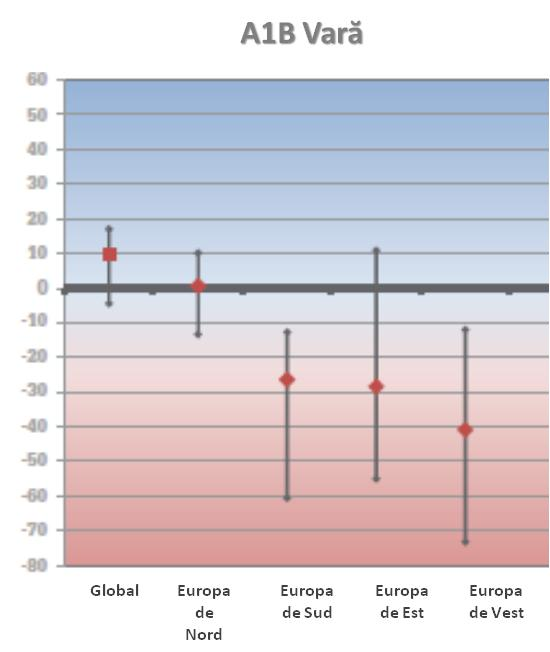 A1B Vară
60
50
40
30
20
10
0
-10
-20
-30
-40
-50
-60
-70
-80
Global
Europa
de
Nord
Europa
de Sud
Europa
de Est
Europa
de Vest